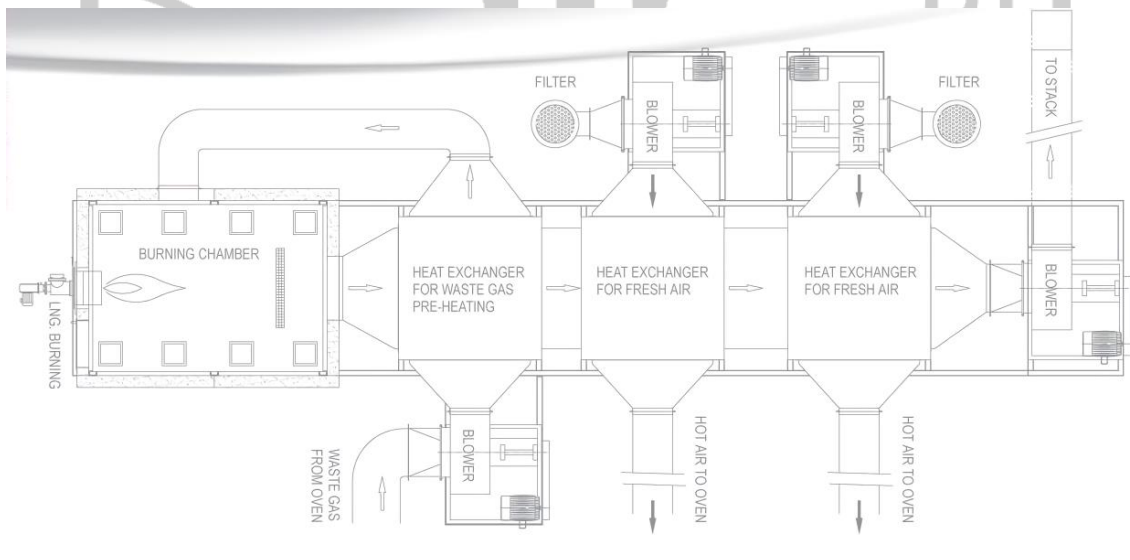 FILTER
BLOWER
BLOWER
FILTER
TO STACK
BURNING CHAMBER
LNG. BURNING
HEAT EXCHANGER
FOR WASTE GAS
PRE-HEATING
HEAT EXCHANGER
FOR FRESH AIR
HEAT EXCHANGER
FOR FRESH AIR
BLOWER
WASTE GAS
FROM OVEN
BLOWER
HOT AIR TO OVEN
HOT AIR TO OVEN